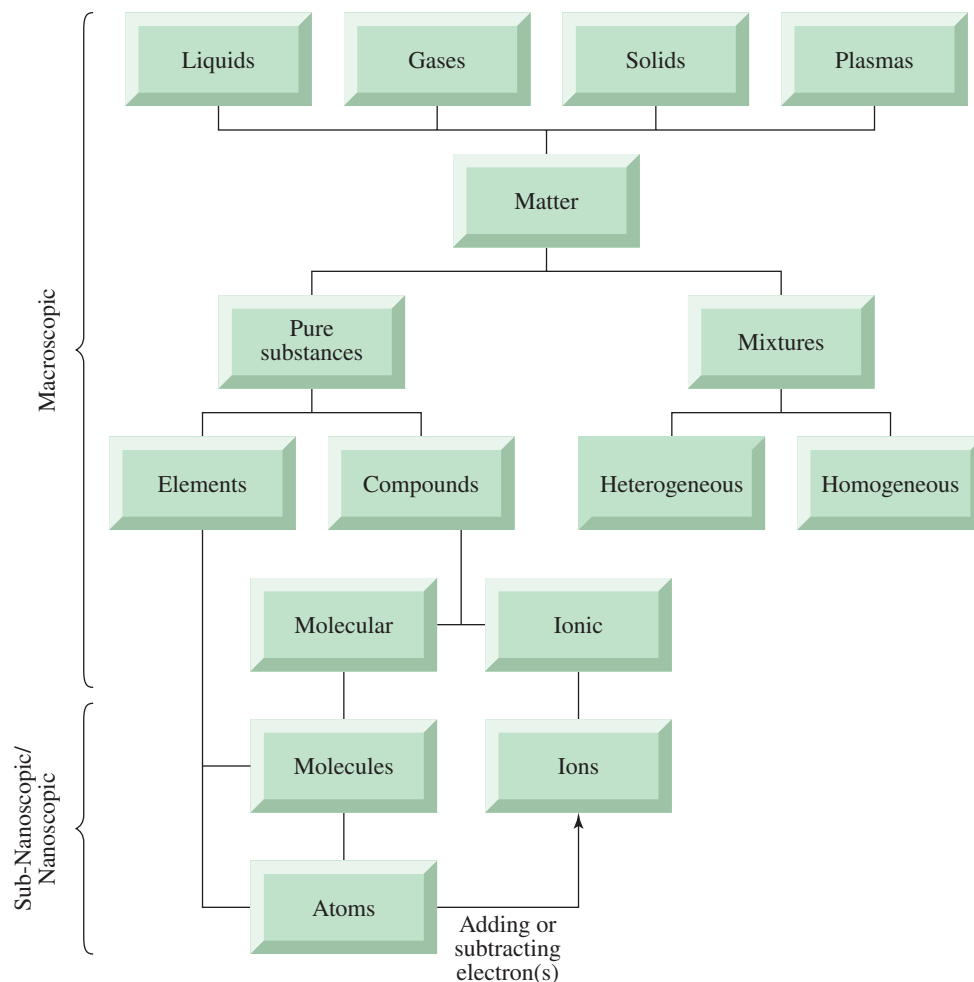 Liquids
Gases
Solids
Plasmas
Matter
Pure
substances
Mixtures
Macroscopic
Elements
Compounds
Heterogeneous
Homogeneous
Molecular
Ionic
Sub-Nanoscopic/
Nanoscopic
Molecules
Ions
Atoms
Adding or
subtracting
electron(s)